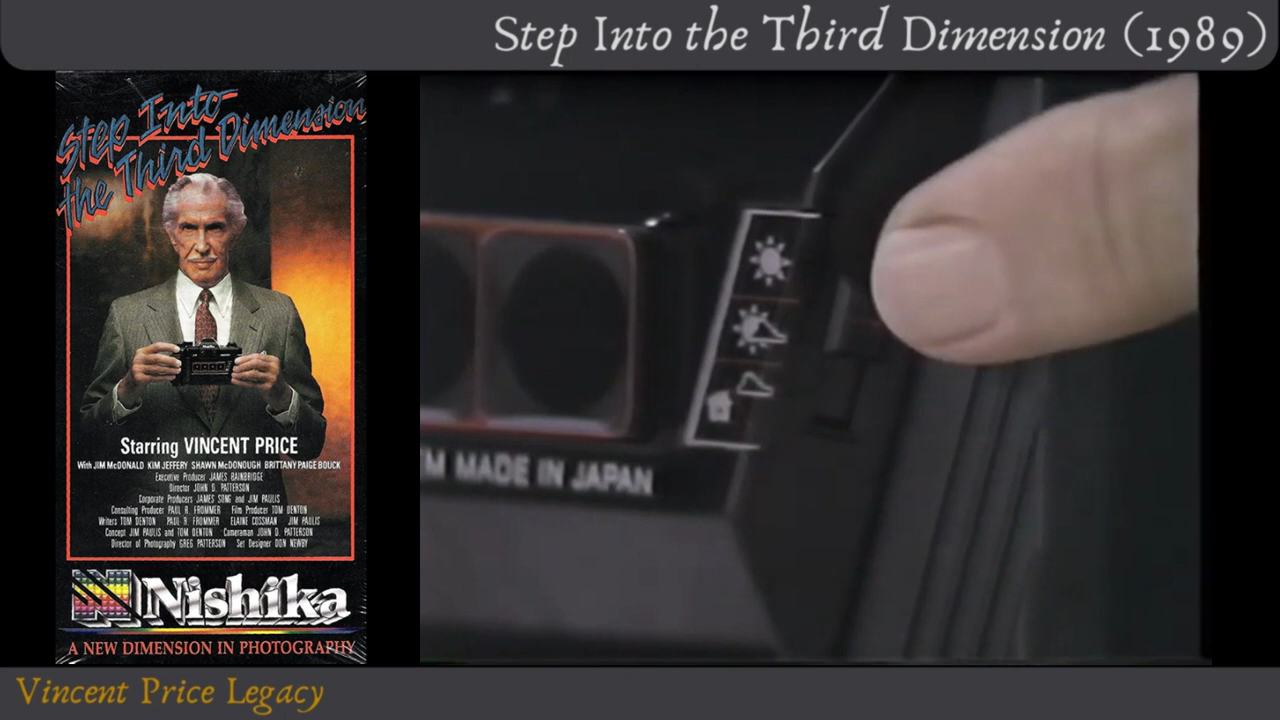 Step Into the Third Dimension (1989)
Step Into
the Third Dimension
Starring VINCENT PRICE
With JIM McDONALD KIM JEFFERY SHAWN McDONOUGH BRITTANY PAIGE BOUCK
Executive Producer JAMES BAINBRIDGE
Director JOHN D. PATTERSON
Corporate Producers JAMES SONG and JIM PAULIS
Consulting Producer PAUL R. FROMMER Film Producer TOM DENTON
Writers TOM DENTON PAUL R. FROMMER ELAINE COSSMAN JIM PAULIS
Concept JIM PAULIS and TOM DENTON Cameraman JOHN D. PATTERSON
Director of Photography GREG PATTERSON Set Designer DON NEWBY
Nishika
A NEW DIMENSION IN PHOTOGRAPHY
M MADE IN JAPAN
Vincent Price Legacy